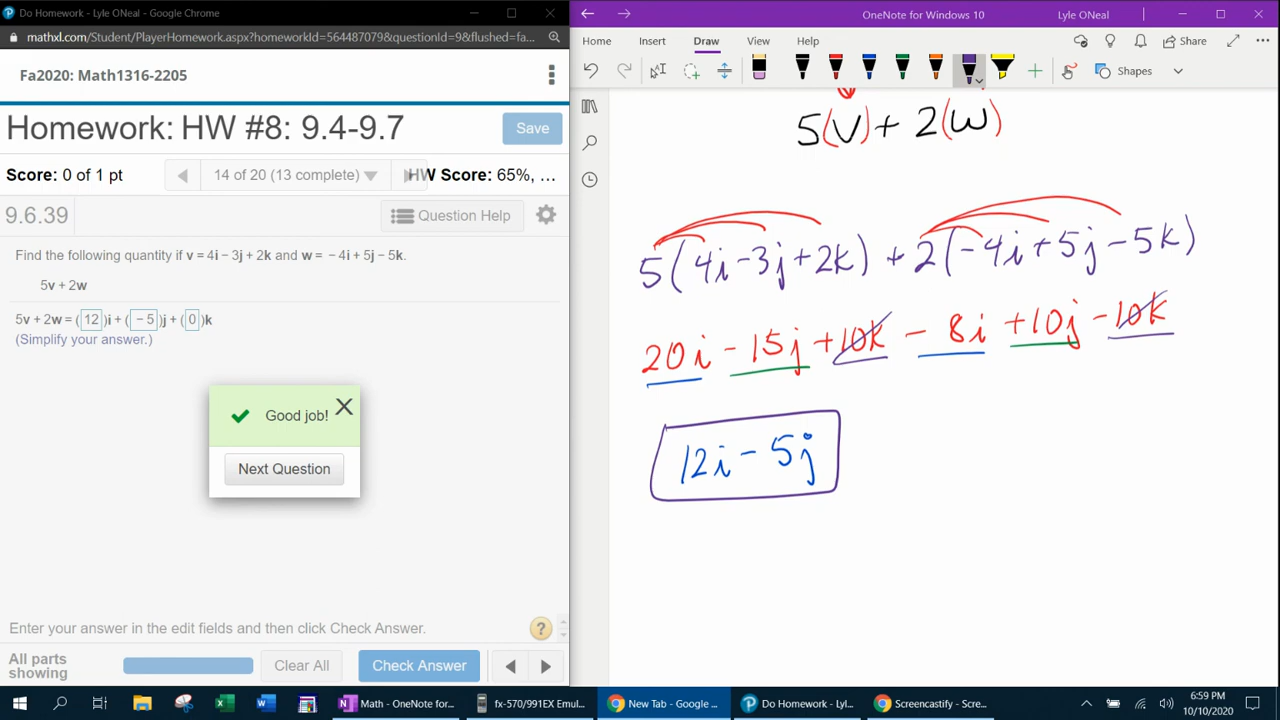 Do Homework - Lyle ONeal - Google Chrome
mathxl.com/Student/PlayerHomework.aspx?homeworkId=564487079&questionId=9&flushed=fa...
Fa2020: Math1316-2205
Homework: HW #8: 9.4-9.7
Save
Score: 0 of 1 pt
14 of 20 (13 complete)
HW Score: 65%, ...
9.6.39
Question Help
Find the following quantity if v = 4i − 3j + 2k and w = − 4i + 5j − 5k.
5v + 2w
5v + 2w = ( 12 )i + ( − 5 )j + ( 0 )k
(Simplify your answer.)
Good job!
Next Question
Enter your answer in the edit fields and then click Check Answer.
?
All parts
showing
Clear All
Check Answer
OneNote for Windows 10
Lyle ONeal
Home Insert Draw View Help
Share
Shapes
5(v) + 2(w)
5(4i-3j+2k) + 2(-4i+5j-5k)
20i - 15j + 10k - 8i + 10j - 10k
12i - 5j
Math - OneNote for...
fx-570/991EX Emul...
New Tab - Google ...
Do Homework - Lyl...
Screencastify - Scre...
6:59 PM
10/10/2020